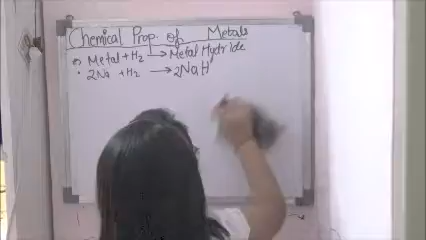 Chemical Prop. of Metals
Metal + H2 → Metal Hydride
2Na + H2 → 2NaH